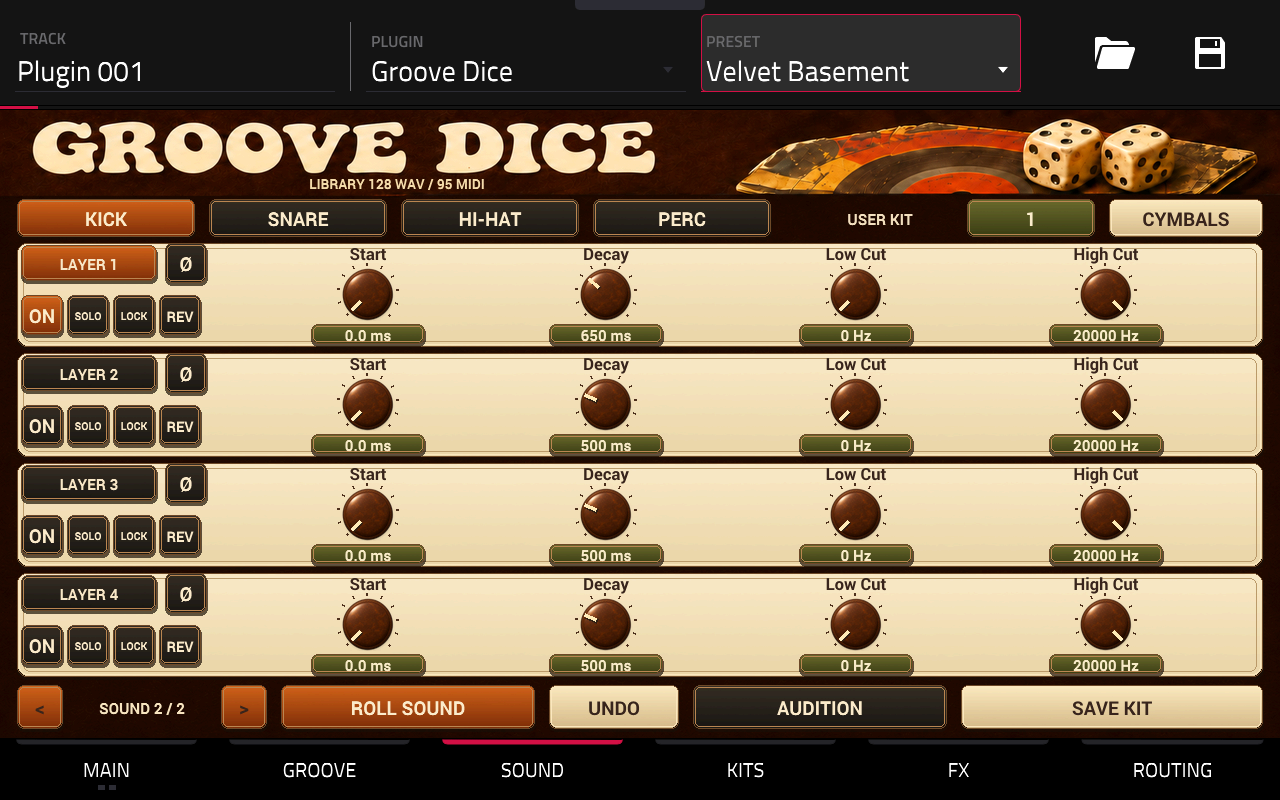 TRACK
Plugin 001
PLUGIN
Groove Dice
PRESET
Velvet Basement
GROOVE DICE
LIBRARY 128 WAV / 95 MIDI
KICK
SNARE
HI-HAT
PERC
USER KIT
1
CYMBALS
LAYER 1
Ø
ON
SOLO
LOCK
REV
Start
0.0 ms
Decay
650 ms
Low Cut
0 Hz
High Cut
20000 Hz
LAYER 2
Ø
ON
SOLO
LOCK
REV
Start
0.0 ms
Decay
500 ms
Low Cut
0 Hz
High Cut
20000 Hz
LAYER 3
Ø
ON
SOLO
LOCK
REV
Start
0.0 ms
Decay
500 ms
Low Cut
0 Hz
High Cut
20000 Hz
LAYER 4
Ø
ON
SOLO
LOCK
REV
Start
0.0 ms
Decay
500 ms
Low Cut
0 Hz
High Cut
20000 Hz
<
SOUND 2 / 2
>
ROLL SOUND
UNDO
AUDITION
SAVE KIT
MAIN
GROOVE
SOUND
KITS
FX
ROUTING